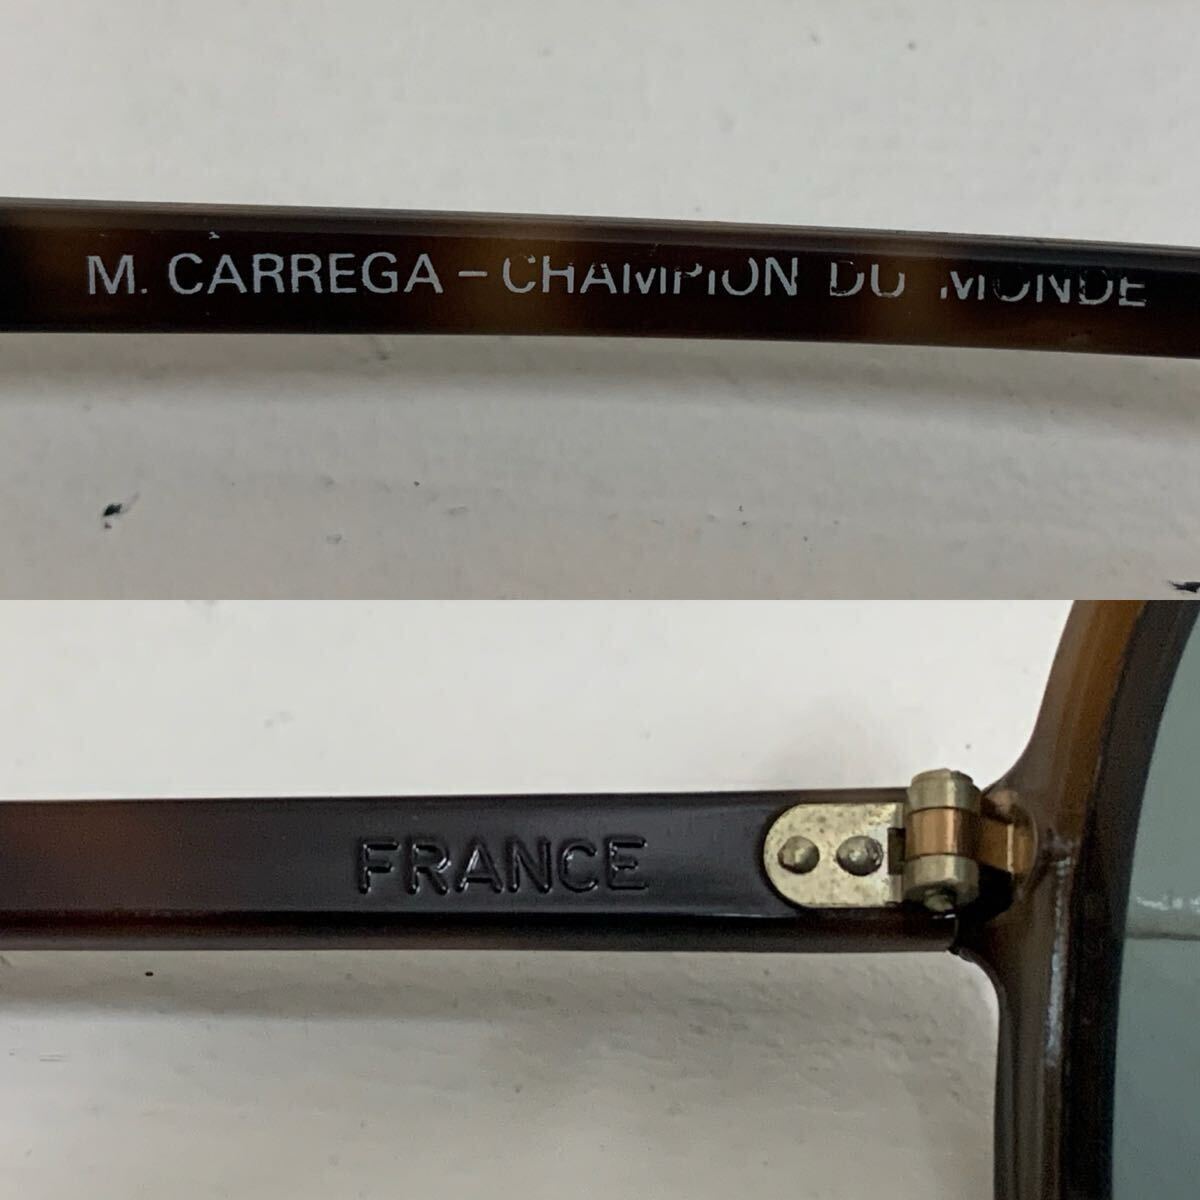 M. CARREGA – CHAMPION DU MONDE
FRANCE